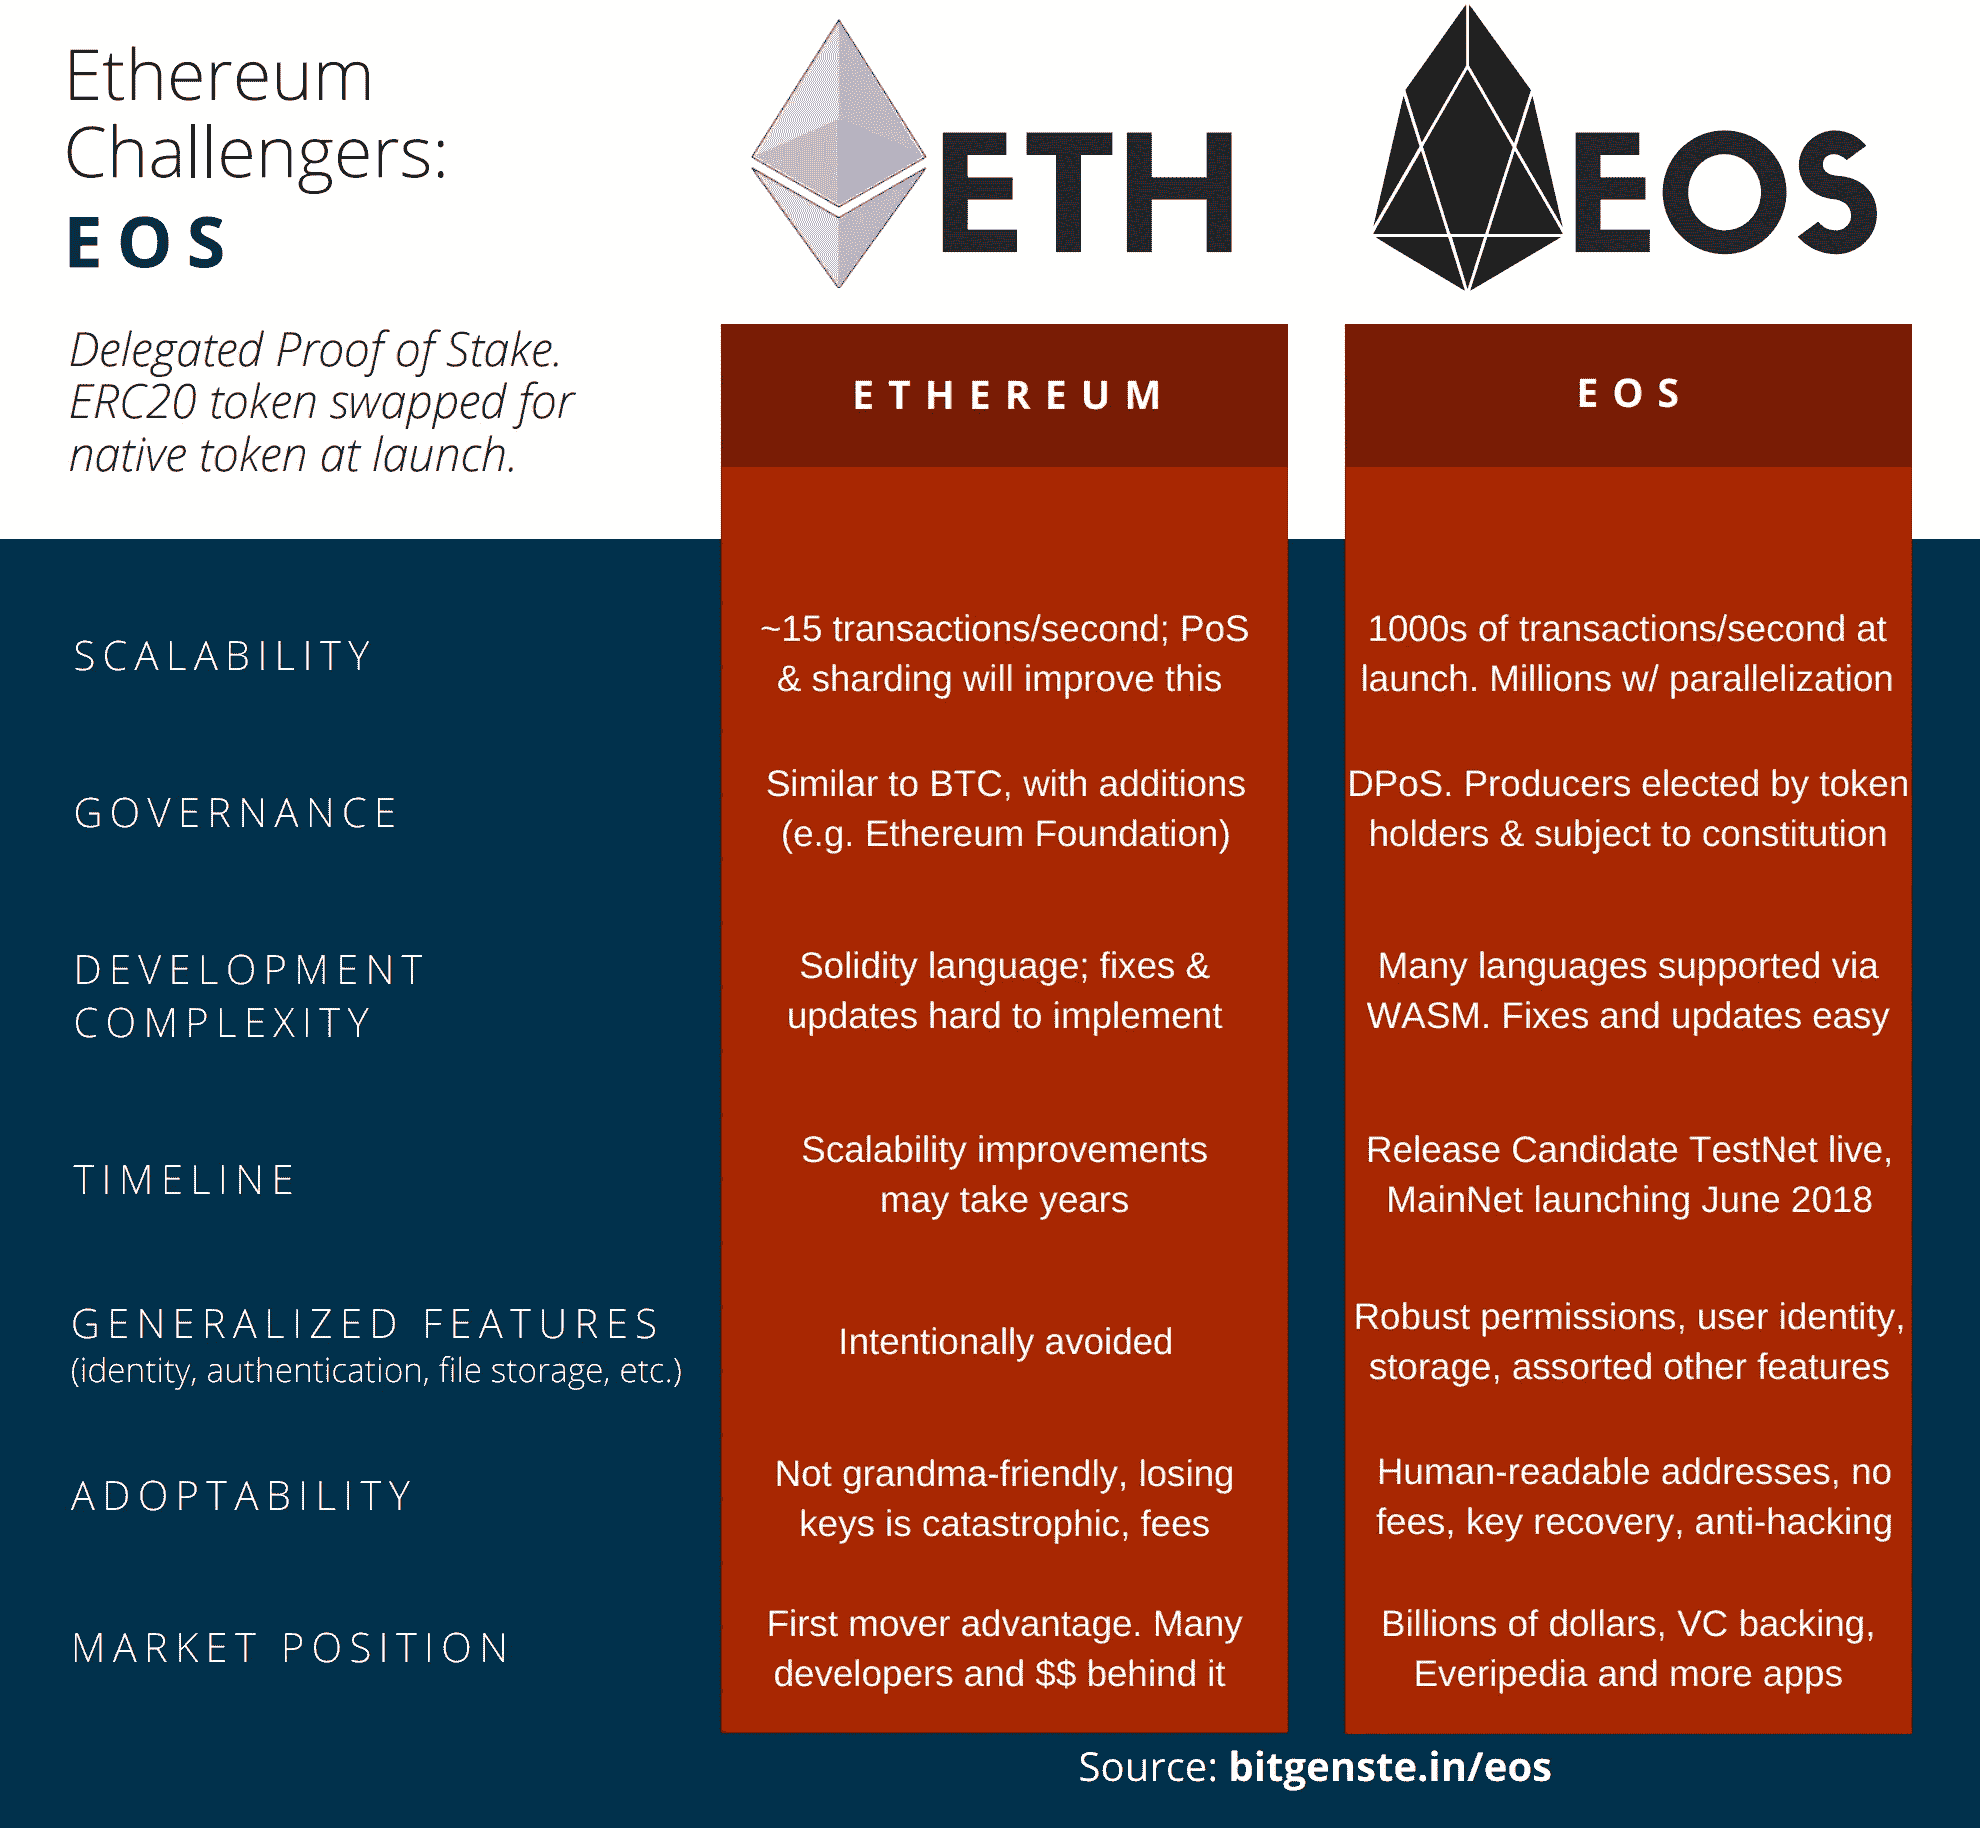 Ethereum
Challengers:
EOS
Delegated Proof of Stake.
ERC20 token swapped for
native token at launch.
ETH
EOS
ETHEREUM
EOS
SCALABILITY
~15 transactions/second; PoS
& sharding will improve this
1000s of transactions/second at
launch. Millions w/ parallelization
GOVERNANCE
Similar to BTC, with additions
(e.g. Ethereum Foundation)
DPoS. Producers elected by token
holders & subject to constitution
DEVELOPMENT
COMPLEXITY
Solidity language; fixes &
updates hard to implement
Many languages supported via
WASM. Fixes and updates easy
TIMELINE
Scalability improvements
may take years
Release Candidate TestNet live,
MainNet launching June 2018
GENERALIZED FEATURES
(identity, authentication, file storage, etc.)
Intentionally avoided
Robust permissions, user identity,
storage, assorted other features
ADOPTABILITY
Not grandma-friendly, losing
keys is catastrophic, fees
Human-readable addresses, no
fees, key recovery, anti-hacking
MARKET POSITION
First mover advantage. Many
developers and $$ behind it
Billions of dollars, VC backing,
Everipedia and more apps
Source: bitgenste.in/eos